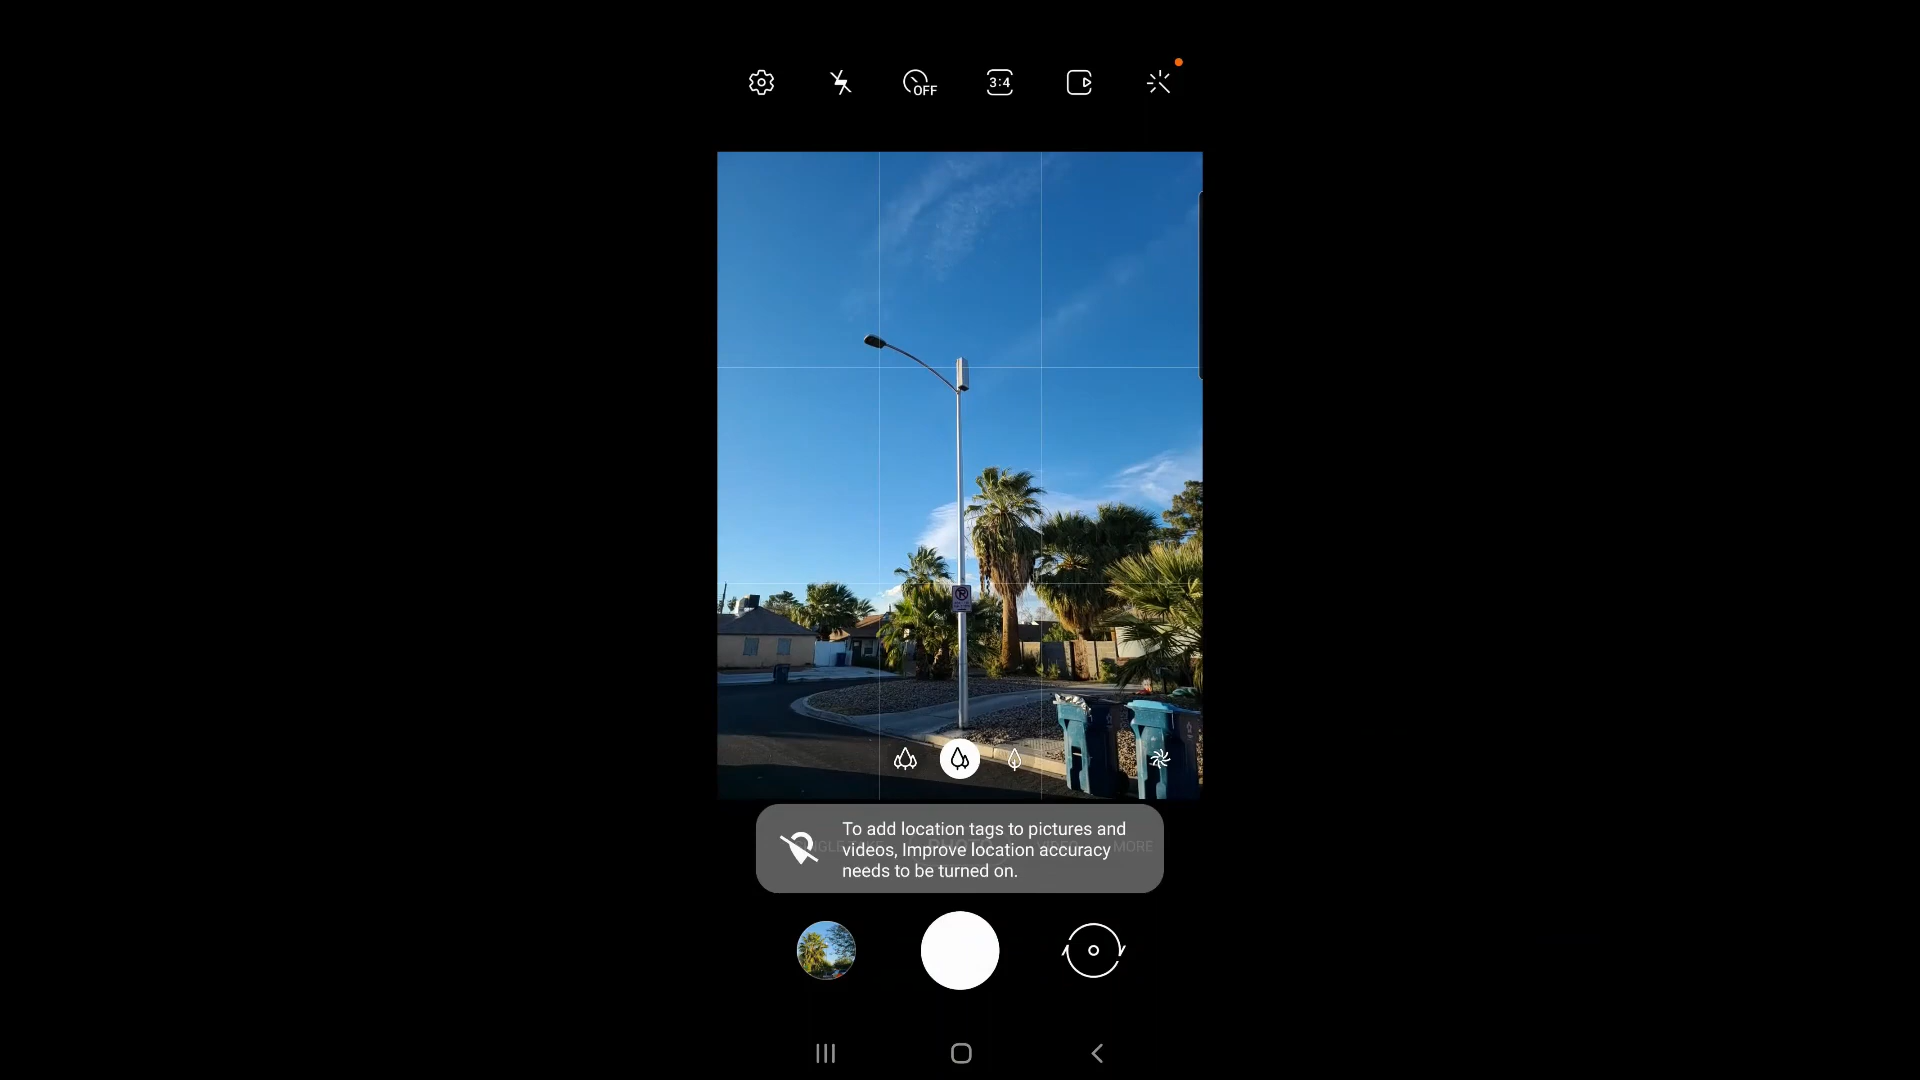 OFF
3:4
To add location tags to pictures and
videos, Improve location accuracy
needs to be turned on.
MORE